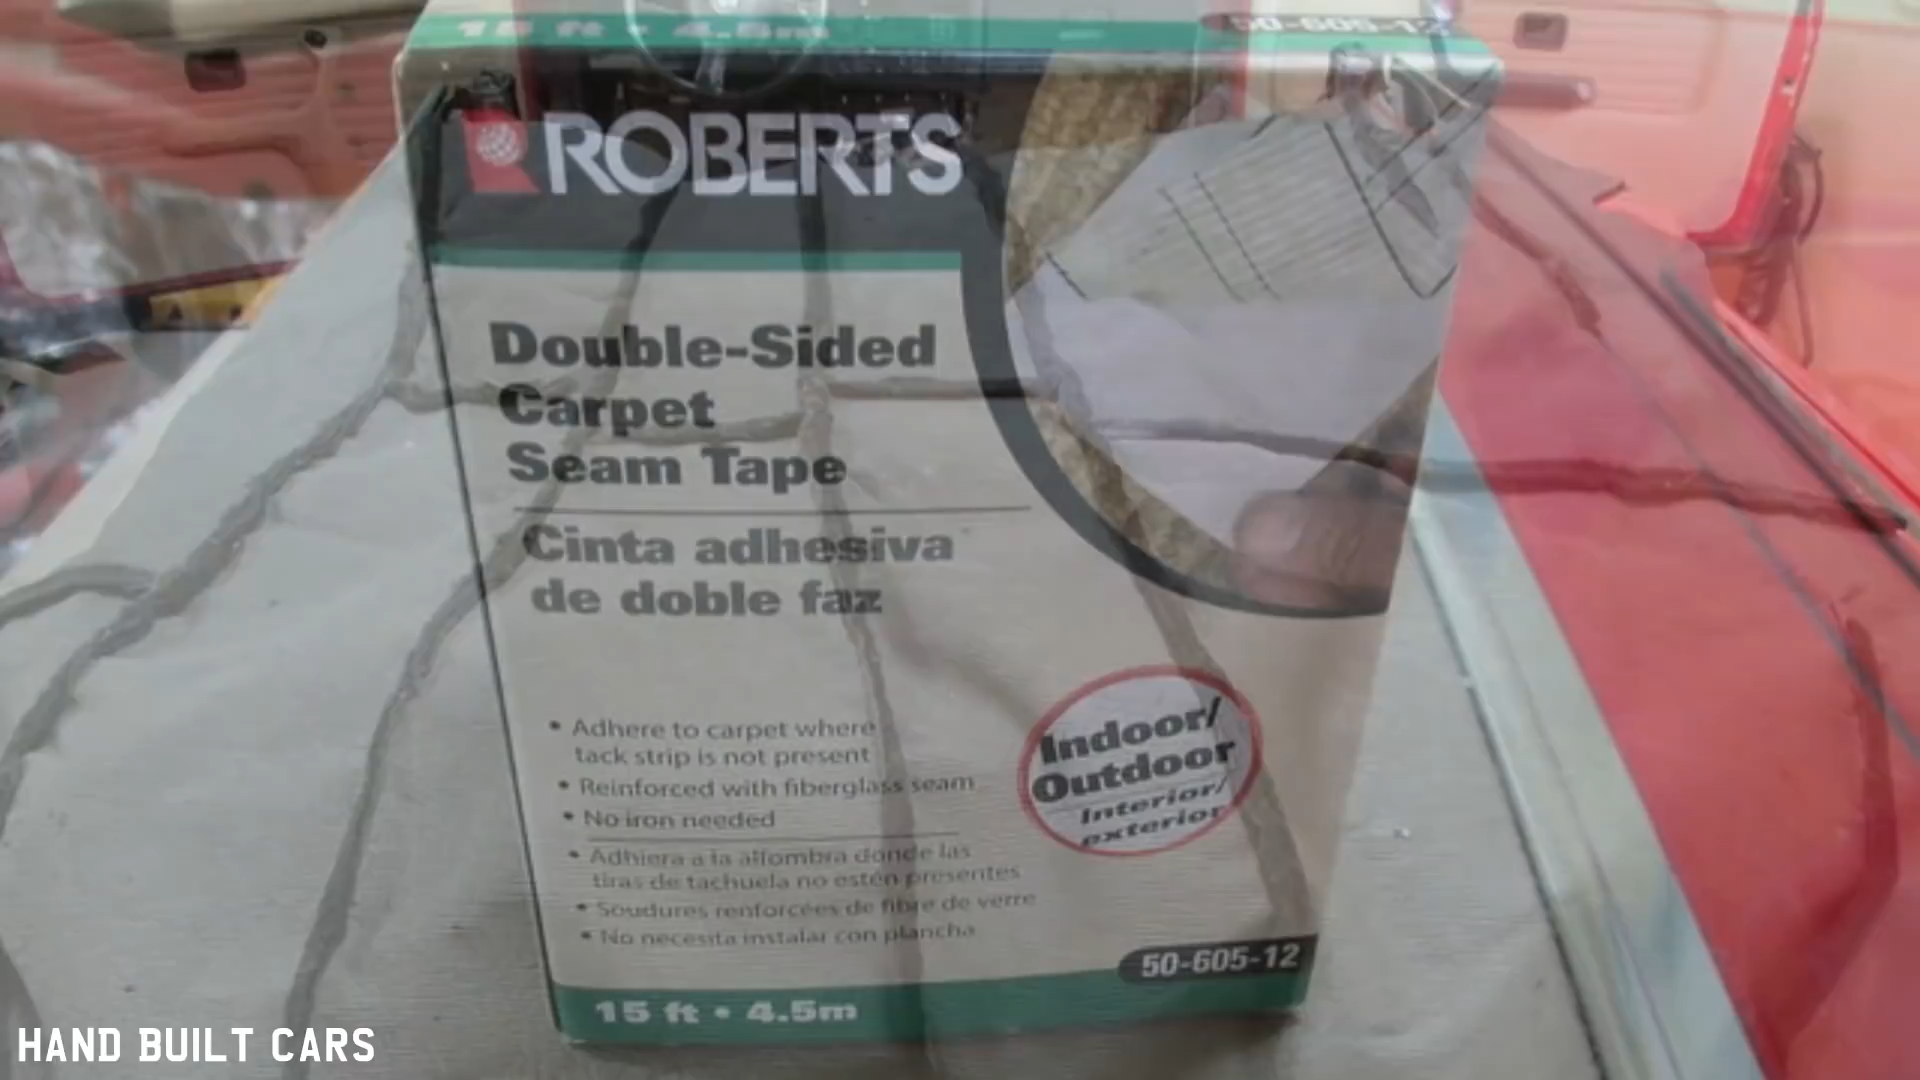 15 ft • 4.5m
50-605-12
ROBERTS
Double-Sided
Carpet
Seam Tape
Cinta adhesiva
de doble faz
• Adhere to carpet where
tack strip is not present
• Reinforced with fiberglass seam
• No iron needed
• Adhiera a la alfombra donde las
tiras de tachuela no estén presentes
• Soudures renforcées de fibre de verre
• No necesita instalar con plancha
Indoor/
Outdoor
Interior/
exterior
50-605-12
15 ft • 4.5m
HAND BUILT CARS